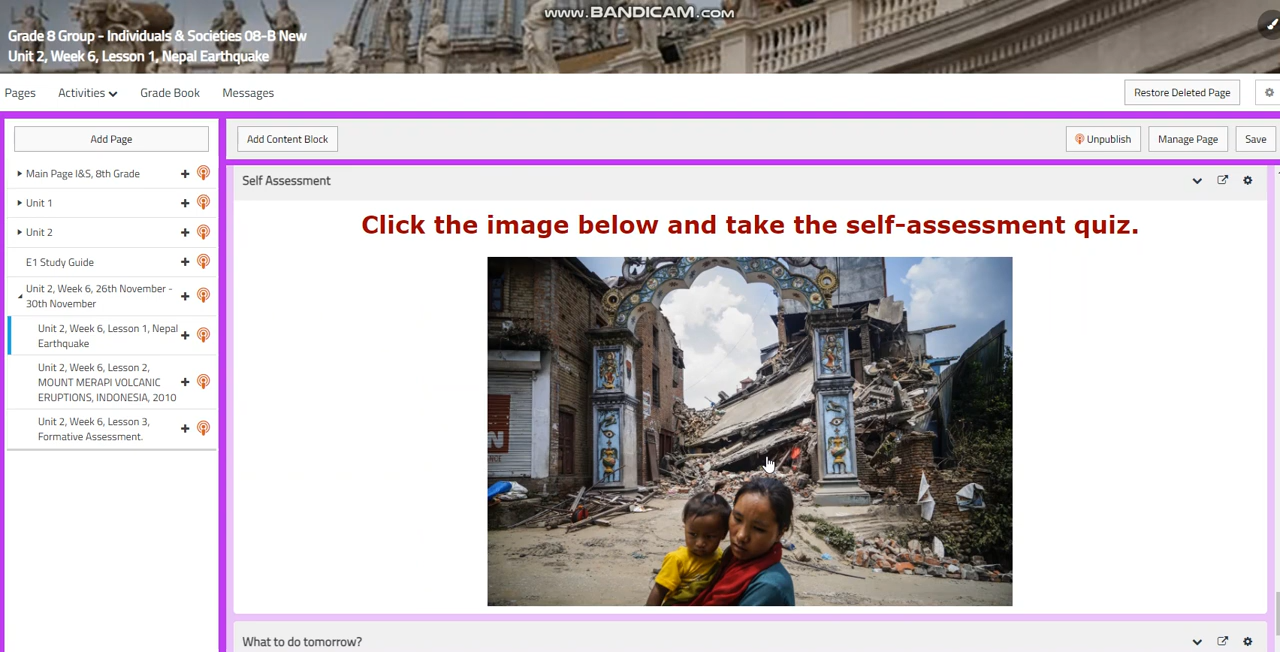 www.BANDICAM.com
Grade 8 Group - Individuals & Societies 08-B New
Unit 2, Week 6, Lesson 1, Nepal Earthquake
Pages
Activities
Grade Book
Messages
Restore Deleted Page
Add Page
Add Content Block
Unpublish
Manage Page
Save
Main Page I&S, 8th Grade
Unit 1
Unit 2
E1 Study Guide
Unit 2, Week 6, 26th November -
30th November
Unit 2, Week 6, Lesson 1, Nepal
Earthquake
Unit 2, Week 6, Lesson 2,
MOUNT MERAPI VOLCANIC
ERUPTIONS, INDONESIA, 2010
Unit 2, Week 6, Lesson 3,
Formative Assessment.
Self Assessment
Click the image below and take the self-assessment quiz.
What to do tomorrow?